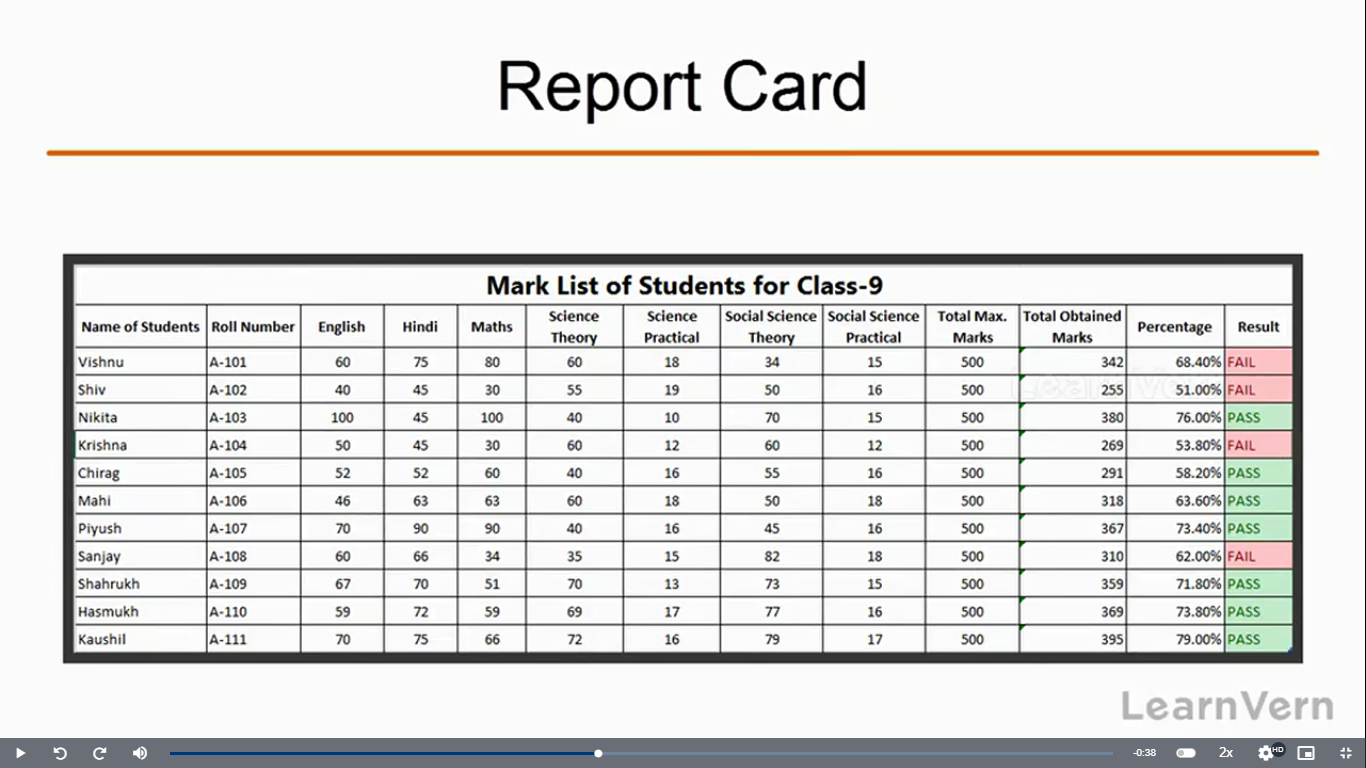 Report Card
Mark List of Students for Class-9
Name of Students Roll Number English Hindi Maths Science Theory Science Practical Social Science Theory Social Science Practical Total Max. Marks Total Obtained Marks Percentage Result
Vishnu A-101 60 75 80 60 18 34 15 500 342 68.40% FAIL
Shiv A-102 40 45 30 55 19 50 16 500 255 51.00% FAIL
Nikita A-103 100 45 100 40 10 70 15 500 380 76.00% PASS
Krishna A-104 50 45 30 60 12 60 12 500 269 53.80% FAIL
Chirag A-105 52 52 60 40 16 55 16 500 291 58.20% PASS
Mahi A-106 46 63 63 60 18 50 18 500 318 63.60% PASS
Piyush A-107 70 90 90 40 16 45 16 500 367 73.40% PASS
Sanjay A-108 60 66 34 35 15 82 18 500 310 62.00% FAIL
Shahrukh A-109 67 70 51 70 13 73 15 500 359 71.80% PASS
Hasmukh A-110 59 72 59 69 17 77 16 500 369 73.80% PASS
Kaushil A-111 70 75 66 72 16 79 17 500 395 79.00% PASS
LearnVern
LearnVern
-0:38 2x HD